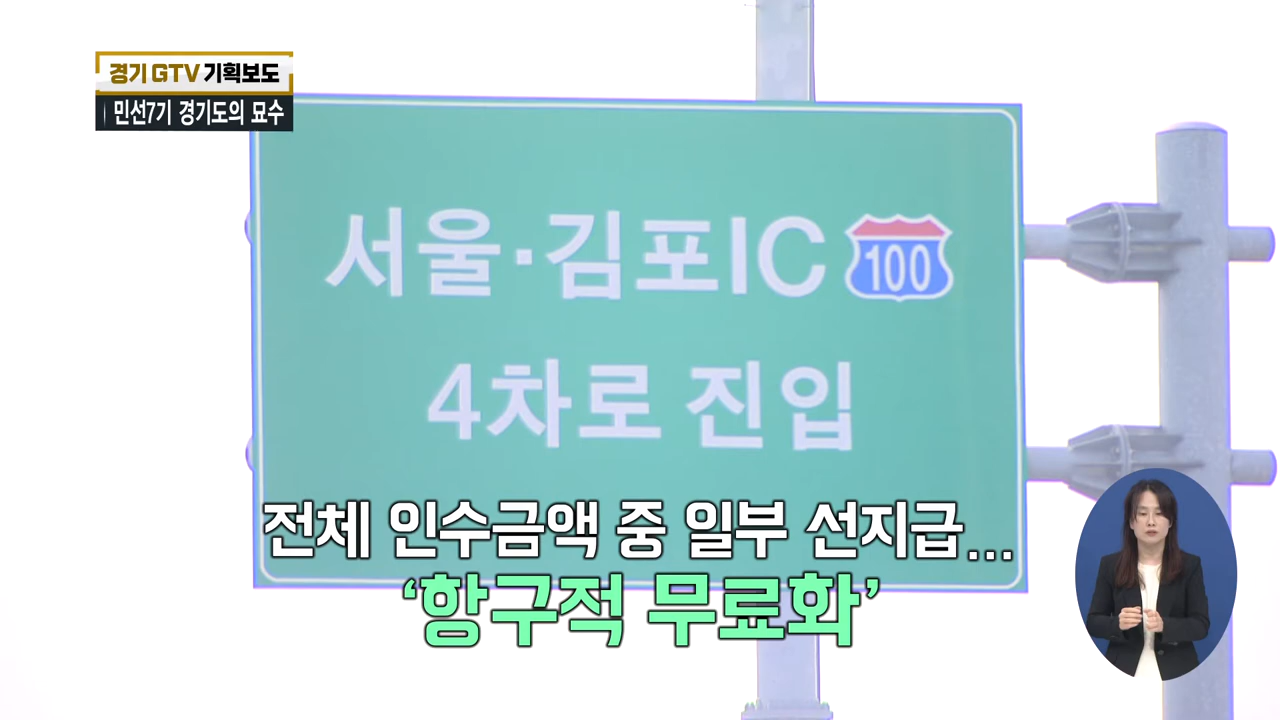 경기 GTV 기획보도
민선7기 경기도의 묘수
서울·김포IC 100
4차로 진입
전체 인수금액 중 일부 선지급...
‘항구적 무료화’